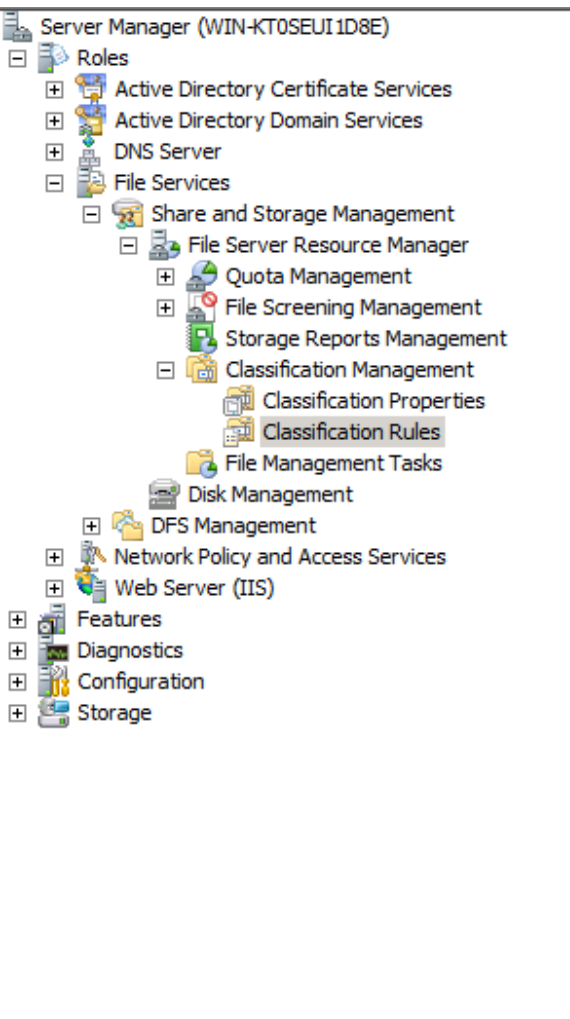 Server Manager (WIN-KT0SEUI1D8E)
Roles
Active Directory Certificate Services
Active Directory Domain Services
DNS Server
File Services
Share and Storage Management
File Server Resource Manager
Quota Management
File Screening Management
Storage Reports Management
Classification Management
Classification Properties
Classification Rules
File Management Tasks
Disk Management
DFS Management
Network Policy and Access Services
Web Server (IIS)
Features
Diagnostics
Configuration
Storage